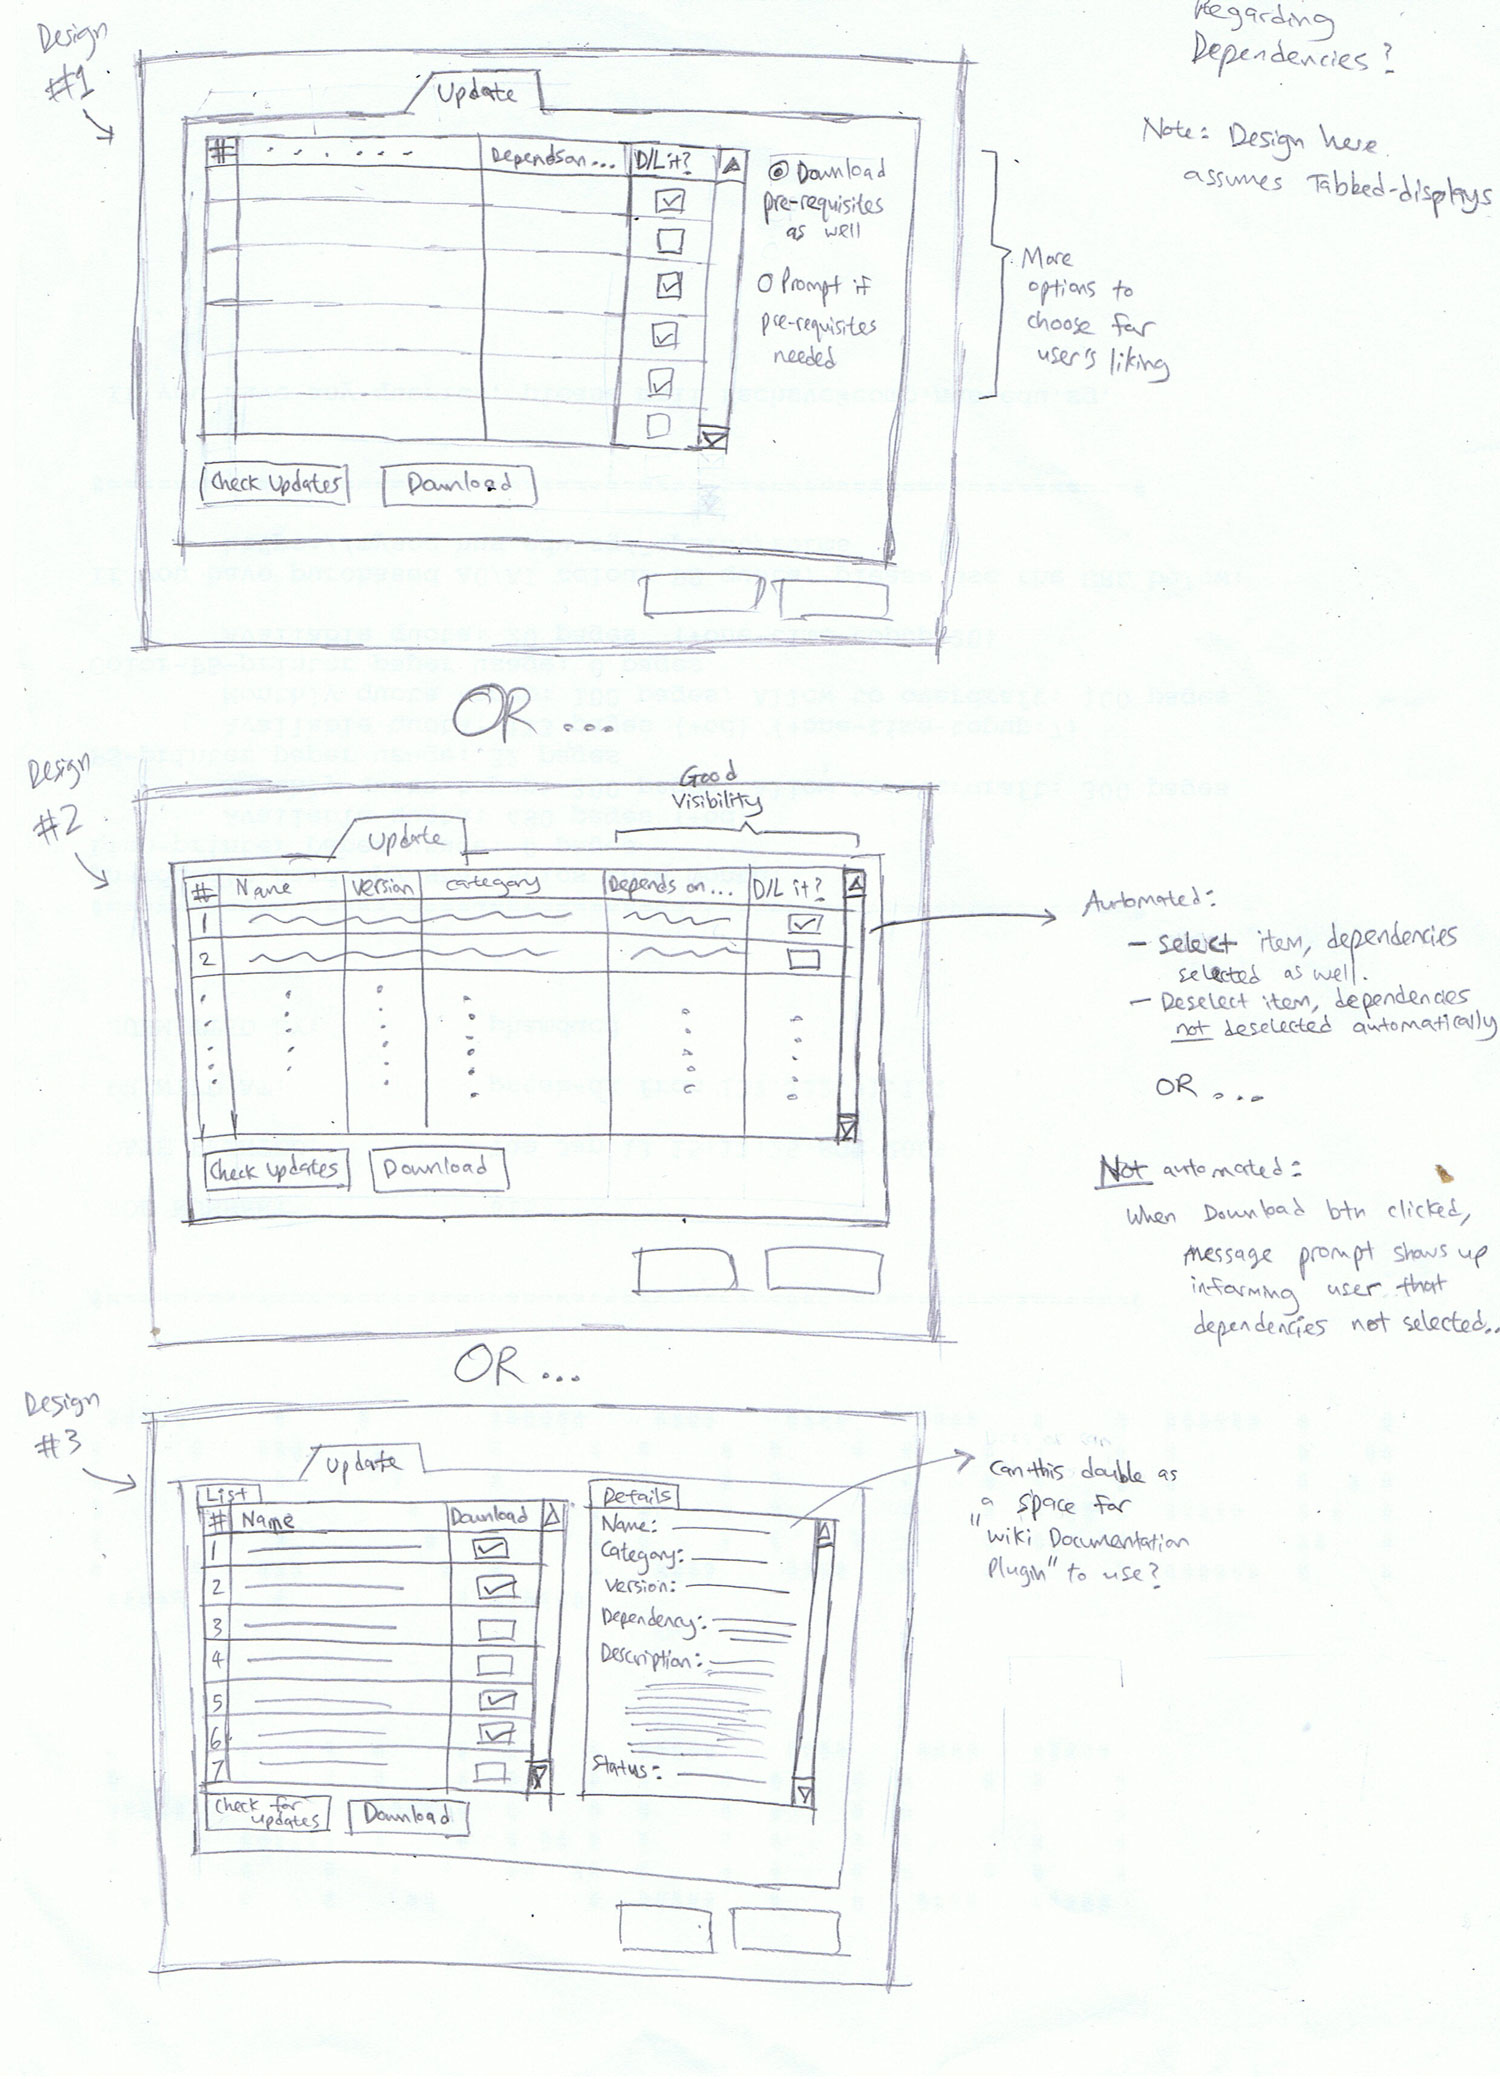 Regarding
Dependencies?
Note: Design here
assumes Tabbed-displays
Design
#1
Update
#
Depends on...
D/L it?
Download
pre-requisites
as well
Prompt if
pre-requisites
needed
More
options to
choose for
user's liking
Check Updates
Download
OR ...
Design
#2
Good
Visibility
Update
#
Name
Version
Category
Depends on...
D/L it?
1
2
Check updates
Download
Automated:
- Select item, dependencies
selected as well.
- Deselect item, dependencies
not deselected automatically
OR ...
Not automated:
When Download btn clicked,
message prompt shows up
informing user that
dependencies not selected..
OR ...
Design
#3
Update
List
#
Name
Download
1
2
3
4
5
6
7
Check for
updates
Download
Details
Name:
Category:
Version:
Dependency:
Description:
Status:
Can this double as
a space for
"Wiki Documentation
Plugin" to use?